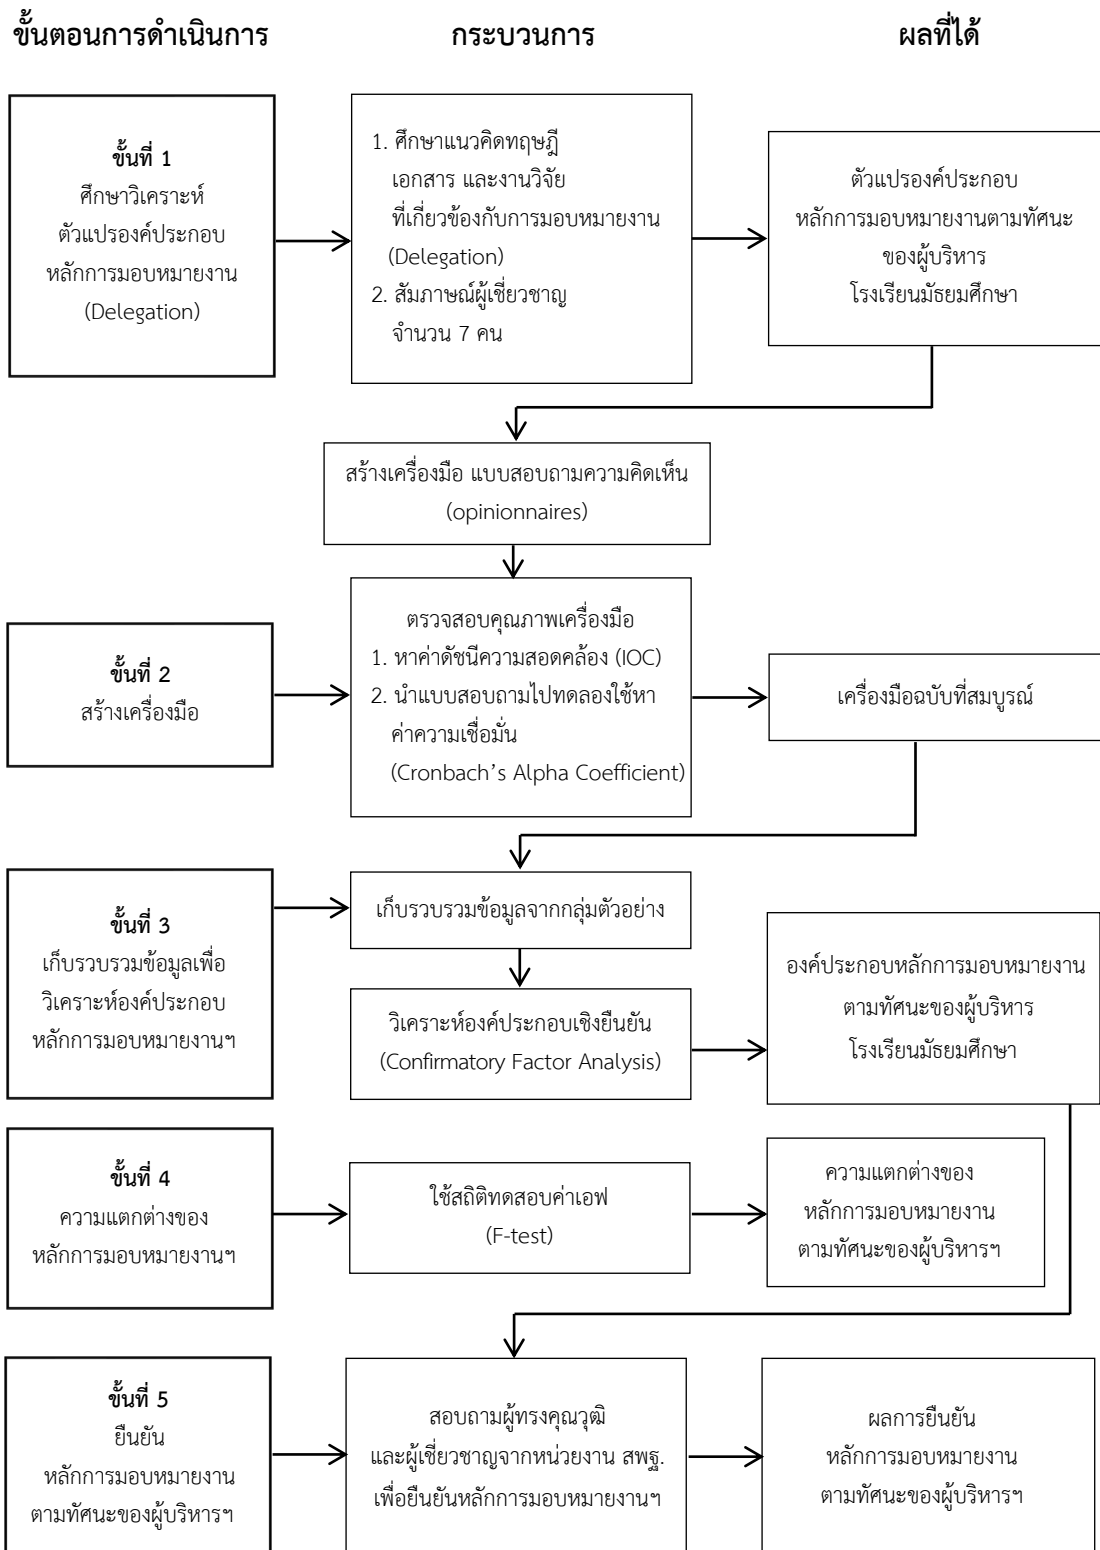 ขั้นตอนการดำเนินการ
กระบวนการ
ผลที่ได้
ขั้นที่ 1
ศึกษาวิเคราะห์
ตัวแปรองค์ประกอบ
หลักการมอบหมายงาน
(Delegation)
1. ศึกษาแนวคิดทฤษฎี
เอกสาร และงานวิจัย
ที่เกี่ยวข้องกับการมอบหมายงาน
(Delegation)
2. สัมภาษณ์ผู้เชี่ยวชาญ
จำนวน 7 คน
ตัวแปรองค์ประกอบ
หลักการมอบหมายงานตามทัศนะ
ของผู้บริหาร
โรงเรียนมัธยมศึกษา
สร้างเครื่องมือ แบบสอบถามความคิดเห็น
(opinionnaires)
ขั้นที่ 2
สร้างเครื่องมือ
ตรวจสอบคุณภาพเครื่องมือ
1. หาค่าดัชนีความสอดคล้อง (IOC)
2. นำแบบสอบถามไปทดลองใช้หา
ค่าความเชื่อมั่น
(Cronbach’s Alpha Coefficient)
เครื่องมือฉบับที่สมบูรณ์
ขั้นที่ 3
เก็บรวบรวมข้อมูลเพื่อ
วิเคราะห์องค์ประกอบ
หลักการมอบหมายงานฯ
เก็บรวบรวมข้อมูลจากกลุ่มตัวอย่าง
วิเคราะห์องค์ประกอบเชิงยืนยัน
(Confirmatory Factor Analysis)
องค์ประกอบหลักการมอบหมายงาน
ตามทัศนะของผู้บริหาร
โรงเรียนมัธยมศึกษา
ขั้นที่ 4
ความแตกต่างของ
หลักการมอบหมายงานฯ
ใช้สถิติทดสอบค่าเอฟ
(F-test)
ความแตกต่างของ
หลักการมอบหมายงาน
ตามทัศนะของผู้บริหารฯ
ขั้นที่ 5
ยืนยัน
หลักการมอบหมายงาน
ตามทัศนะของผู้บริหารฯ
สอบถามผู้ทรงคุณวุฒิ
และผู้เชี่ยวชาญจากหน่วยงาน สพฐ.
เพื่อยืนยันหลักการมอบหมายงานฯ
ผลการยืนยัน
หลักการมอบหมายงาน
ตามทัศนะของผู้บริหารฯ